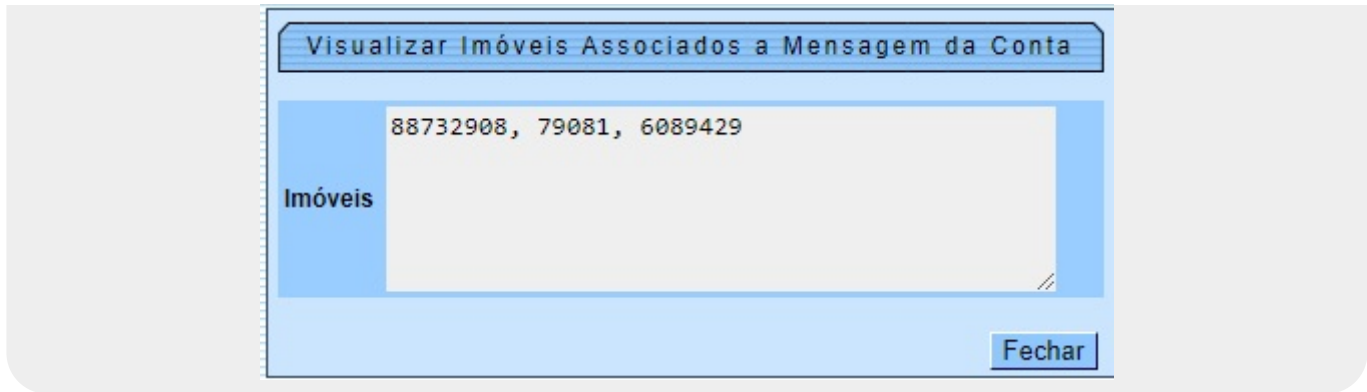 Visualizar Imóveis Associados a Mensagem da Conta
88732908, 79081, 6089429
Imóveis
Fechar